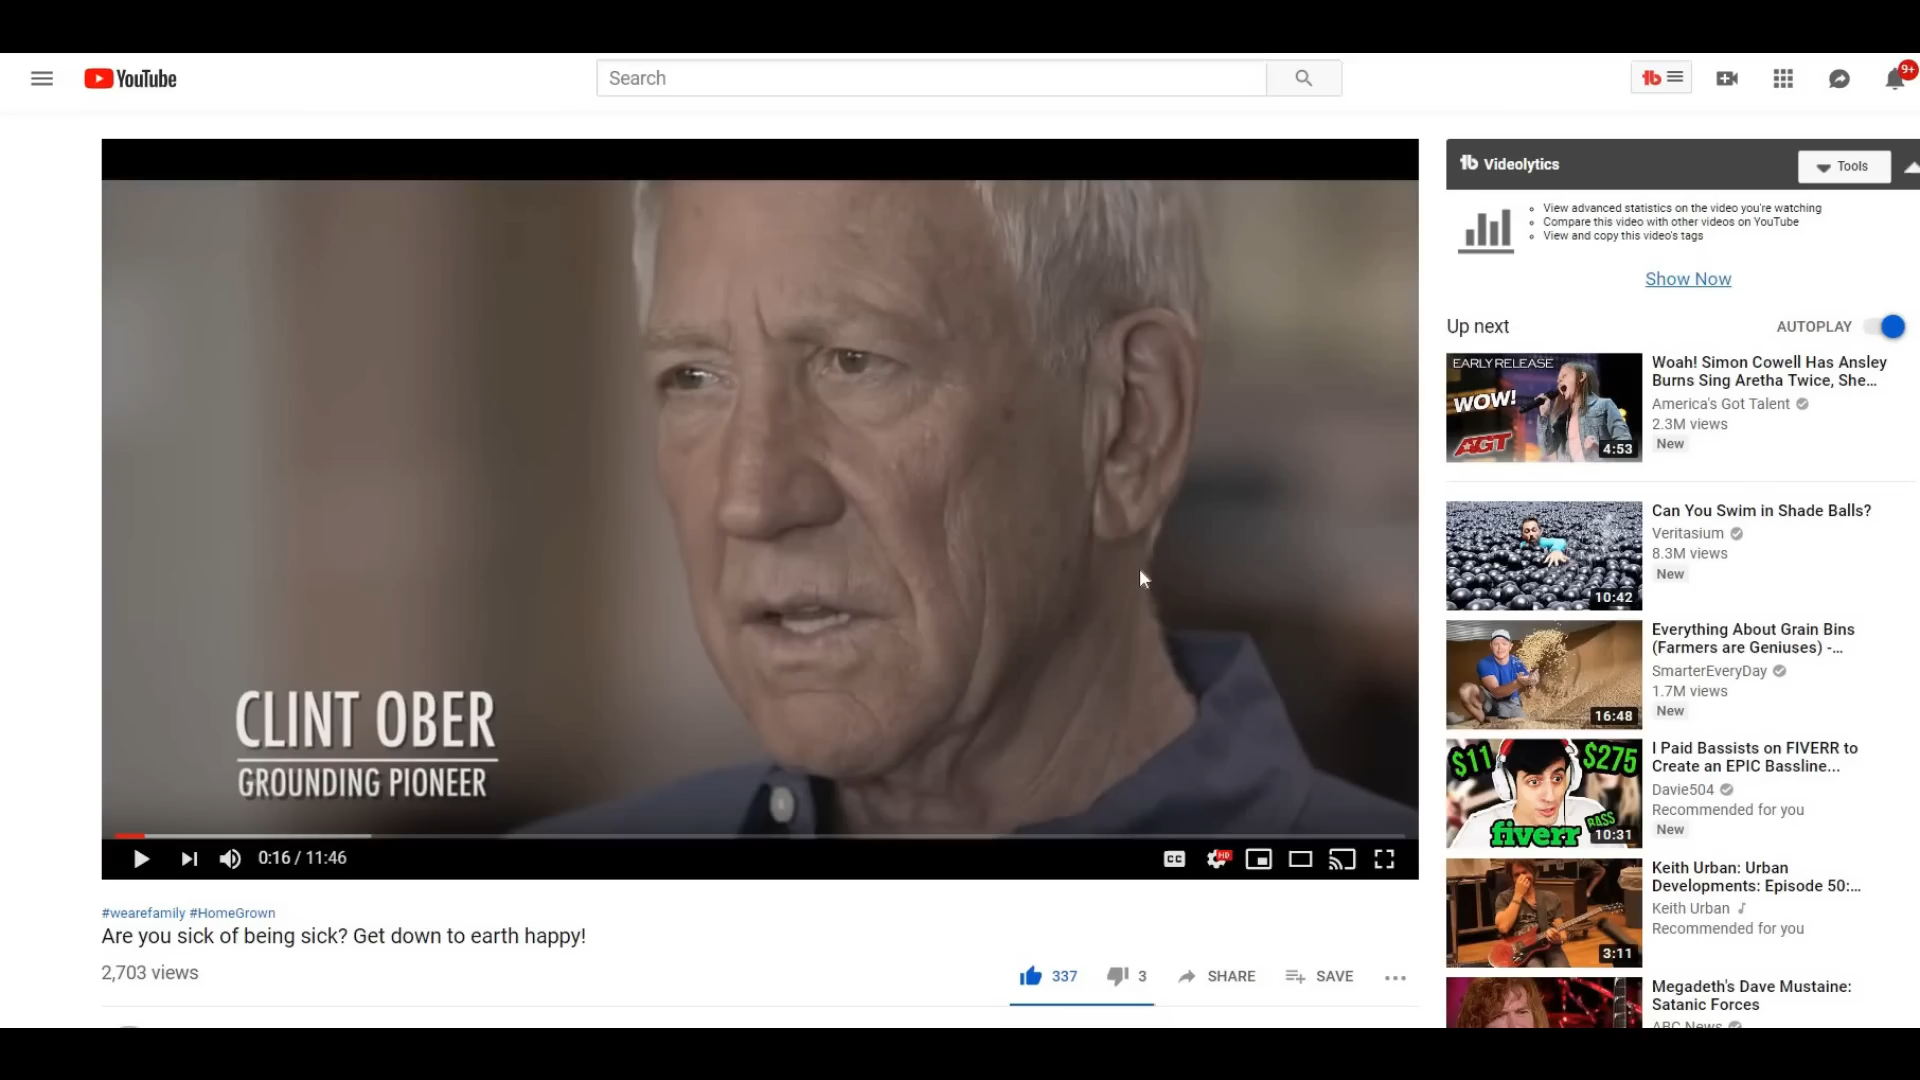 YouTube
Search
9+
Videolytics
Tools
View advanced statistics on the video you're watching
Compare this video with other videos on YouTube
View and copy this video's tags
Show Now
CLINT OBER
GROUNDING PIONEER
0:16 / 11:46
CC
HD
#wearefamily #HomeGrown
Are you sick of being sick? Get down to earth happy!
2,703 views
337
3
SHARE
SAVE
Up next
AUTOPLAY
EARLY RELEASE
WOW!
AGT
4:53
Woah! Simon Cowell Has Ansley
Burns Sing Aretha Twice, She...
America's Got Talent
2.3M views
New
10:42
Can You Swim in Shade Balls?
Veritasium
8.3M views
New
16:48
Everything About Grain Bins
(Farmers are Geniuses) -...
SmarterEveryDay
1.7M views
New
$11
$275
BASS
fiverr
10:31
I Paid Bassists on FIVERR to
Create an EPIC Bassline...
Davie504
Recommended for you
New
3:11
Keith Urban: Urban
Developments: Episode 50:...
Keith Urban
Recommended for you
Megadeth's Dave Mustaine:
Satanic Forces
ABC News